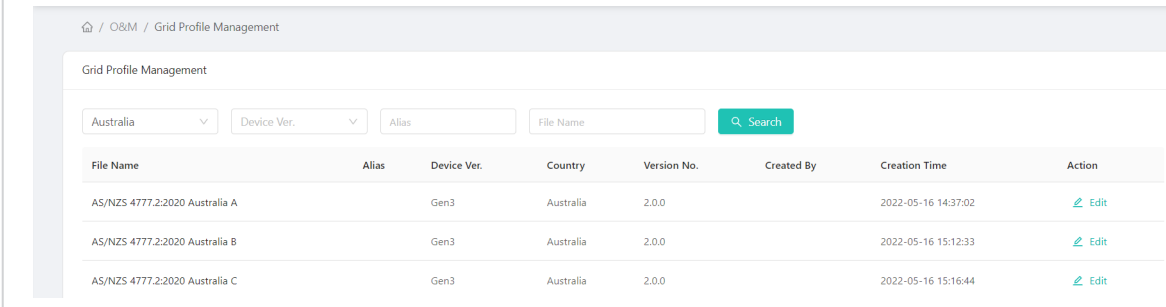 / O&M / Grid Profile Management
Grid Profile Management
Australia Device Ver. Alias File Name Search
File Name Alias Device Ver. Country Version No. Created By Creation Time Action
AS/NZS 4777.2:2020 Australia A Gen3 Australia 2.0.0 2022-05-16 14:37:02 Edit
AS/NZS 4777.2:2020 Australia B Gen3 Australia 2.0.0 2022-05-16 15:12:33 Edit
AS/NZS 4777.2:2020 Australia C Gen3 Australia 2.0.0 2022-05-16 15:16:44 Edit